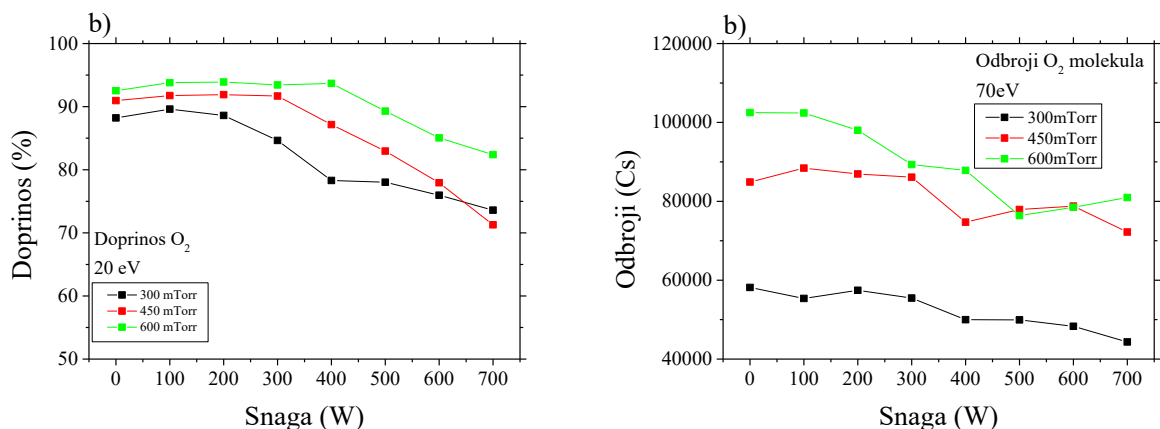 b)
100
90
80
70
60
50
Doprinos (%)
Doprinos O₂
20 eV
300 mTorr
450 mTorr
600 mTorr
0 100 200 300 400 500 600 700
Snaga (W)
b)
120000
100000
80000
60000
40000
Odbroji (Cs)
Odbroji O₂ molekula
70eV
300mTorr
450mTorr
600mTorr
0 100 200 300 400 500 600 700
Snaga (W)